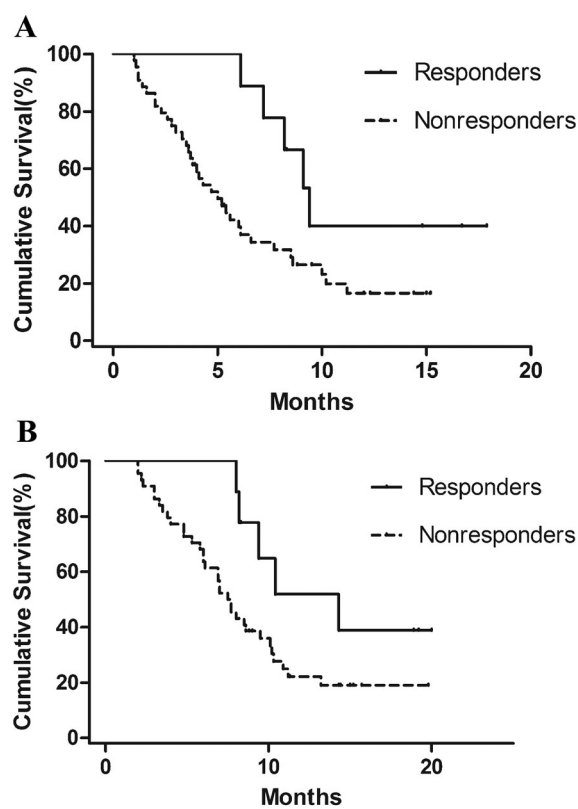 A
Cumulative Survival(%)
100
80
60
40
20
0
Responders
Nonresponders
0 5 10 15 20
Months
B
Cumulative Survival(%)
100
80
60
40
20
0
Responders
Nonresponders
0 10 20
Months